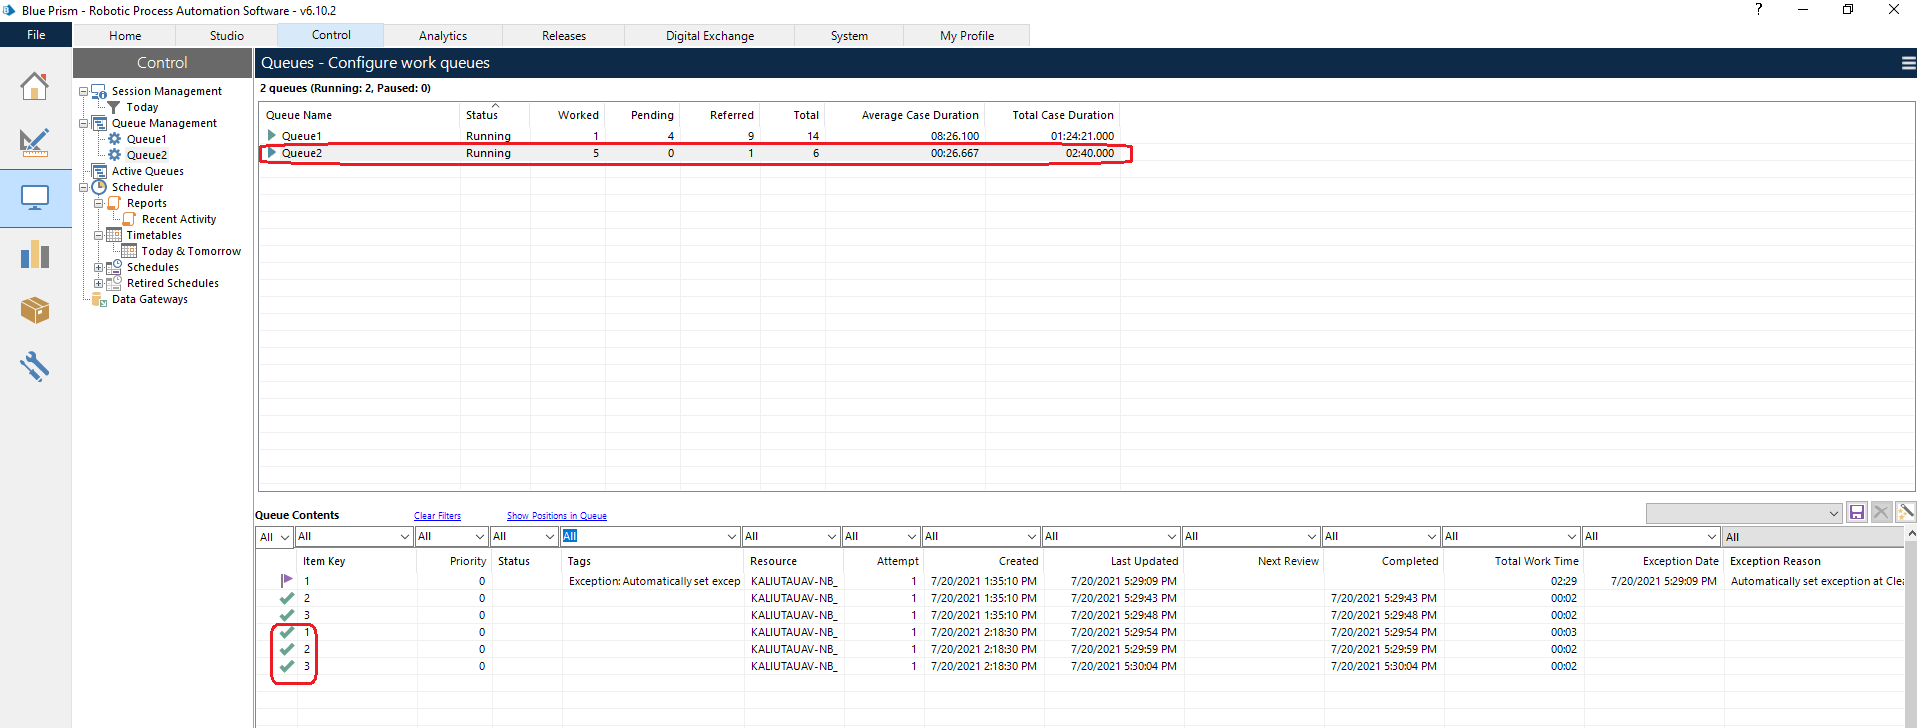 Blue Prism - Robotic Process Automation Software - v6.10.2
?
File Home Studio Control Analytics Releases Digital Exchange System My Profile
Control
Queues - Configure work queues
Session Management
Today
Queue Management
Queue1
Queue2
Active Queues
Scheduler
Reports
Recent Activity
Timetables
Today & Tomorrow
Schedules
Retired Schedules
Data Gateways
2 queues (Running: 2, Paused: 0)
Queue Name Status Worked Pending Referred Total Average Case Duration Total Case Duration
Queue1 Running 1 4 9 14 08:26.100 01:24:21.000
Queue2 Running 5 0 1 6 00:26.667 02:40.000
Queue Contents Clear Filters Show Positions in Queue
All All All All All All All All All All All All All All
Item Key Priority Status Tags Resource Attempt Created Last Updated Next Review Completed Total Work Time Exception Date Exception Reason
1 0 Exception: Automatically set excep KALIUTAUAV-NB_ 1 7/20/2021 1:35:10 PM 7/20/2021 5:29:09 PM 02:29 7/20/2021 5:29:09 PM Automatically set exception at Clea
2 0 KALIUTAUAV-NB_ 1 7/20/2021 1:35:10 PM 7/20/2021 5:29:43 PM 7/20/2021 5:29:43 PM 00:02
3 0 KALIUTAUAV-NB_ 1 7/20/2021 1:35:10 PM 7/20/2021 5:29:48 PM 7/20/2021 5:29:48 PM 00:02
1 0 KALIUTAUAV-NB_ 1 7/20/2021 2:18:30 PM 7/20/2021 5:29:54 PM 7/20/2021 5:29:54 PM 00:03
2 0 KALIUTAUAV-NB_ 1 7/20/2021 2:18:30 PM 7/20/2021 5:29:59 PM 7/20/2021 5:29:59 PM 00:02
3 0 KALIUTAUAV-NB_ 1 7/20/2021 2:18:30 PM 7/20/2021 5:30:04 PM 7/20/2021 5:30:04 PM 00:02